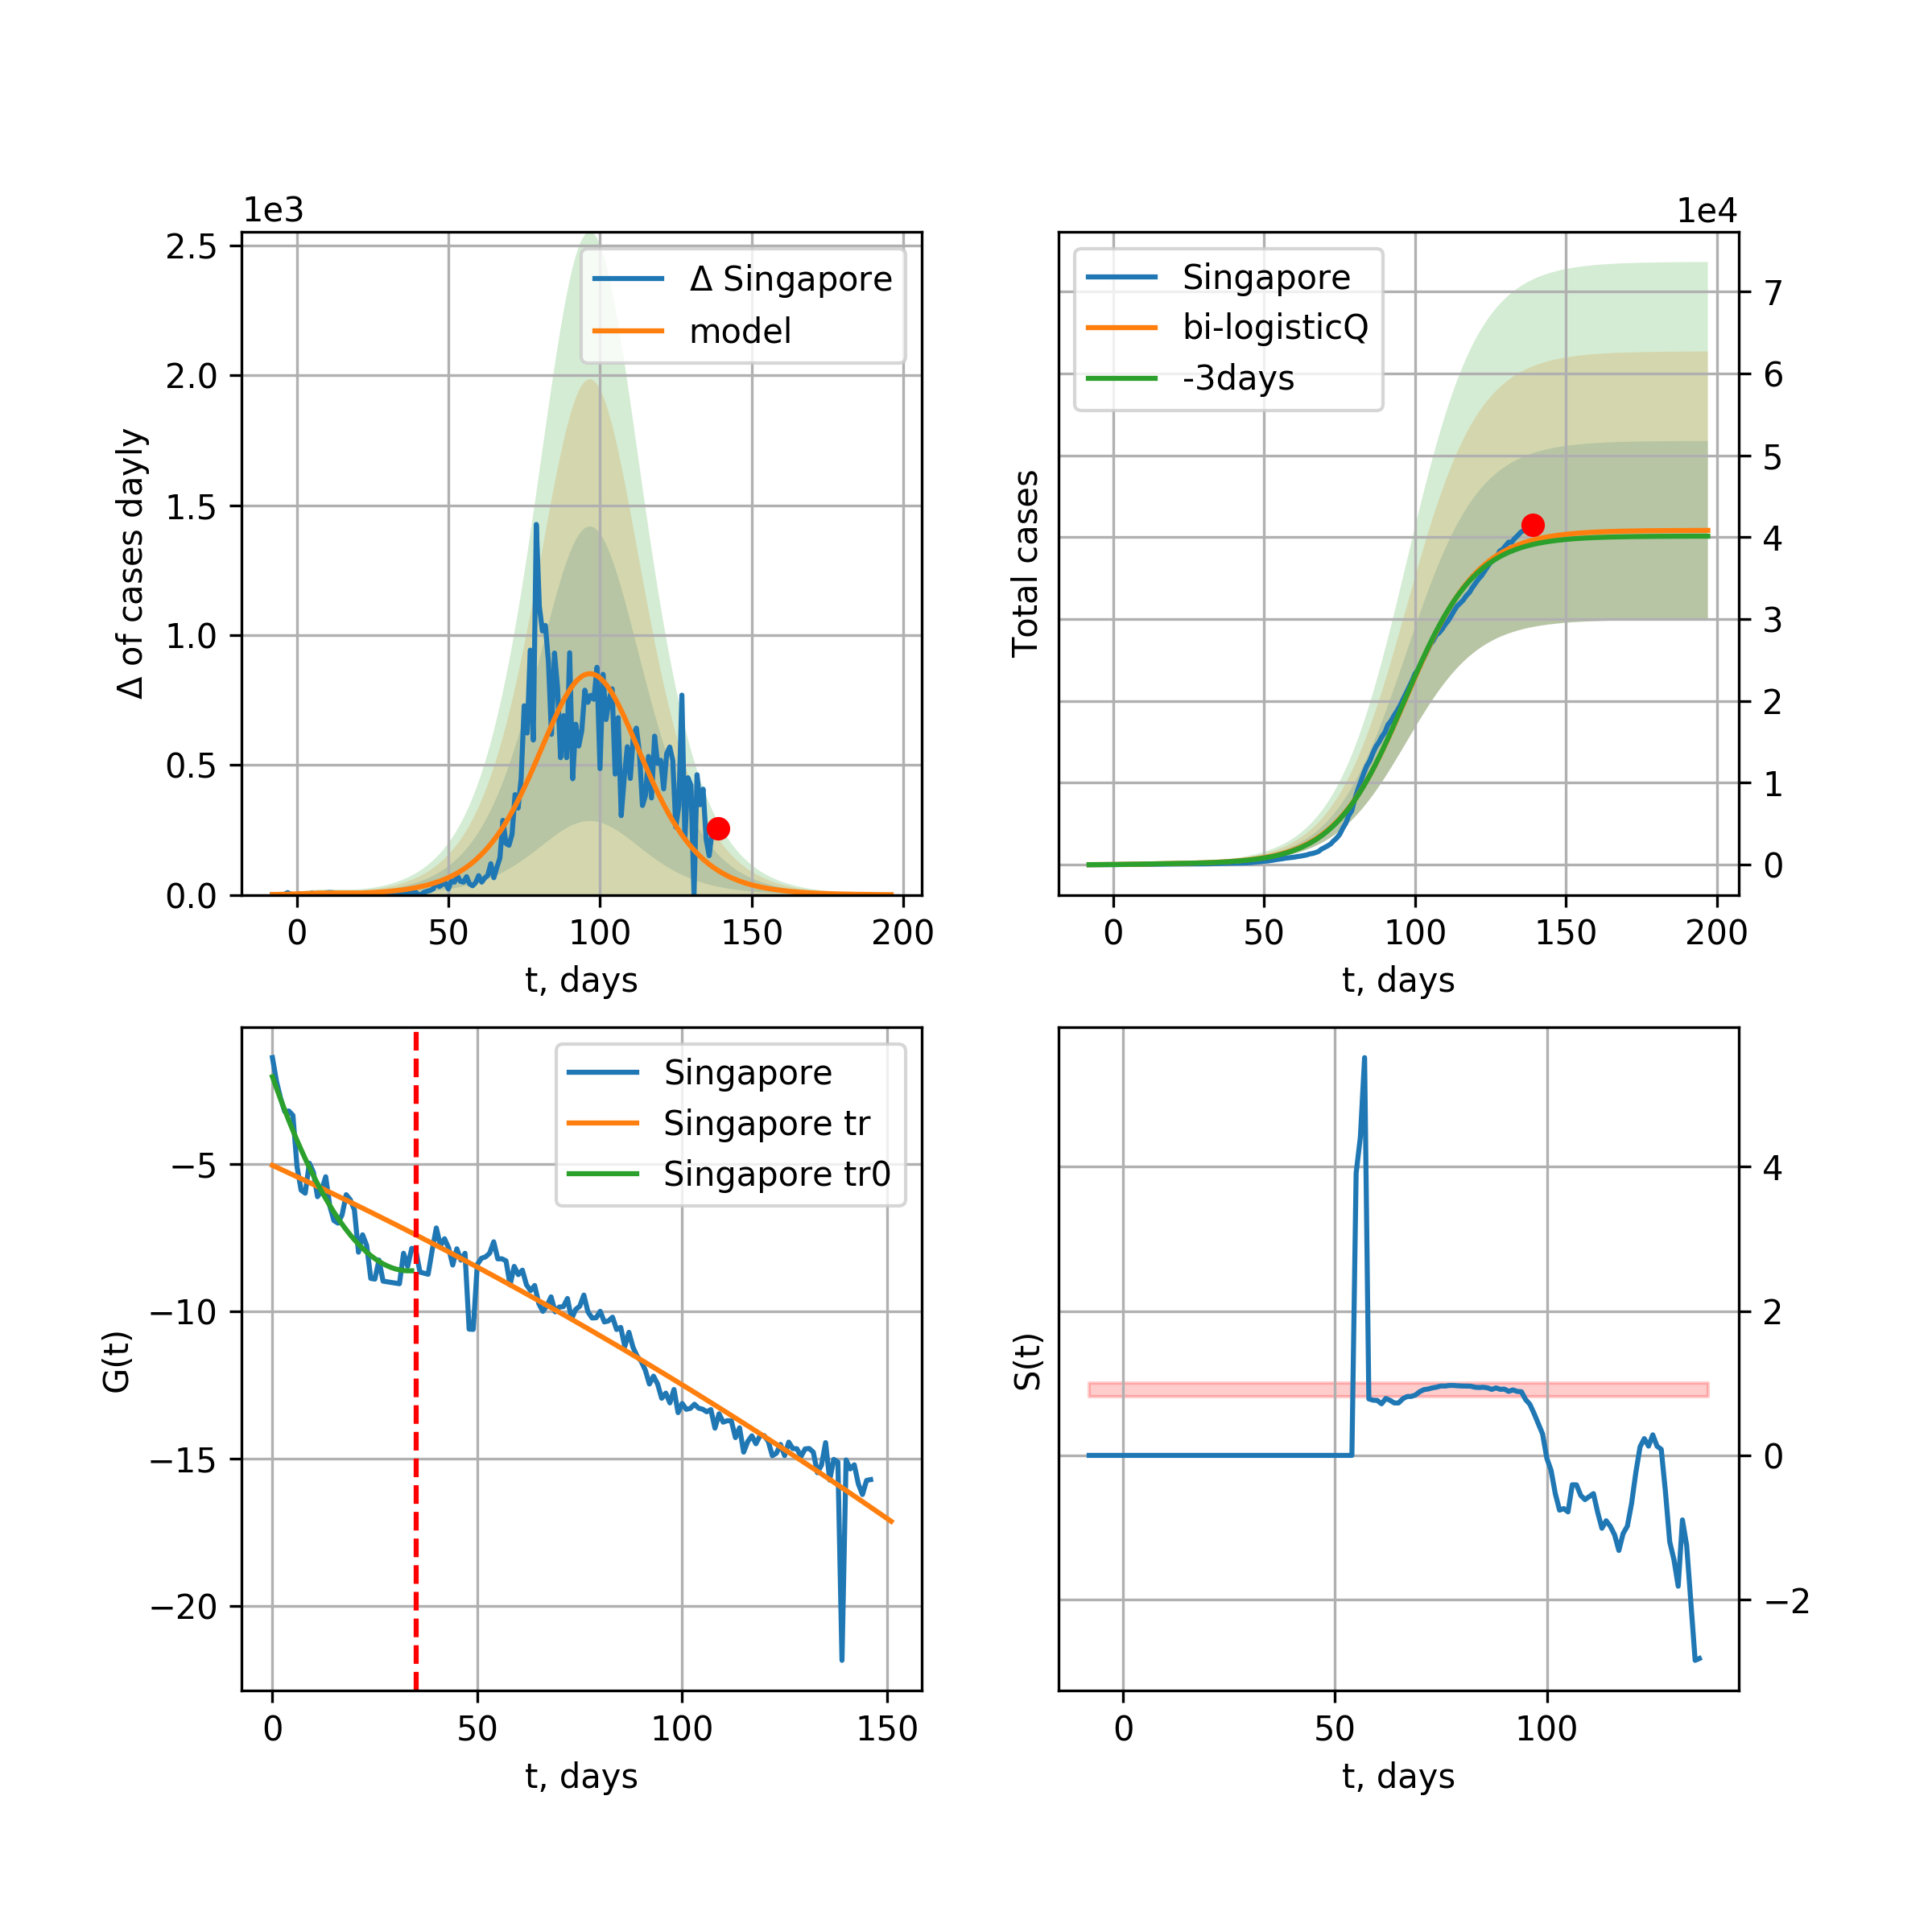 1e3
Δ of cases dayly
2.5
2.0
1.5
1.0
0.5
0.0
0 50 100 150 200
t, days
Δ Singapore
model
1e4
Total cases
7
6
5
4
3
2
1
0
0 50 100 150 200
t, days
Singapore
bi-logisticQ
-3days
G(t)
−5
−10
−15
−20
0 50 100 150
t, days
Singapore
Singapore tr
Singapore tr0
S(t)
4
2
0
−2
0 50 100
t, days